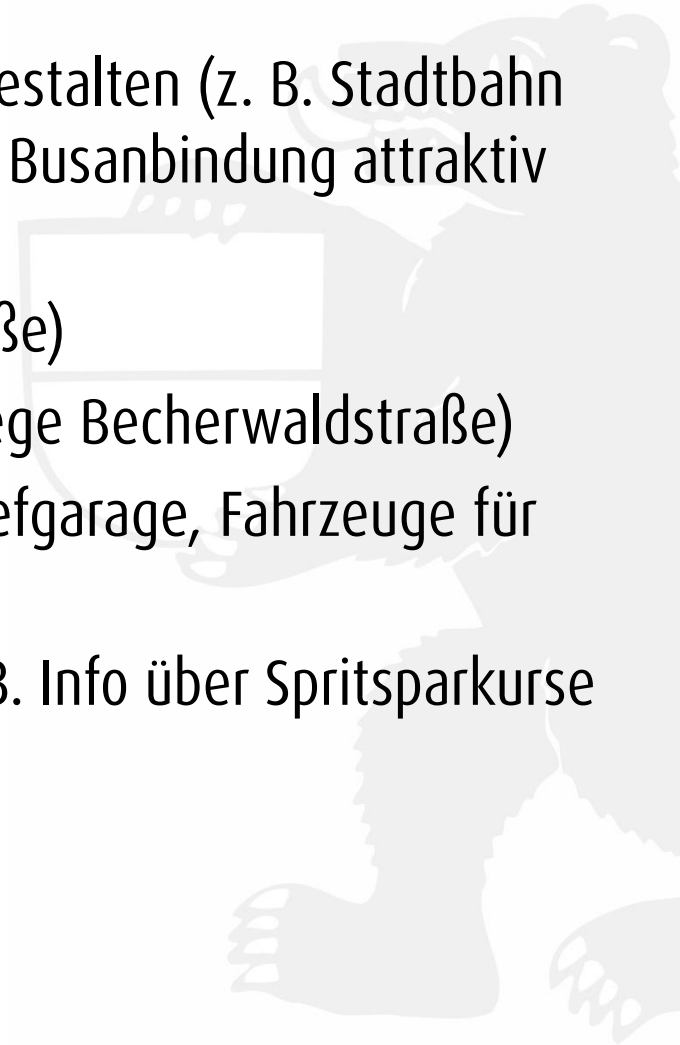 estalten (z. B. Stadtbahn
Busanbindung attraktiv
ße)
ege Becherwaldstraße)
efgarage, Fahrzeuge für
B. Info über Spritsparkurse